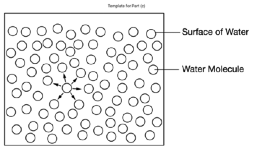 Template for Part (c)
Surface of Water
Water Molecule